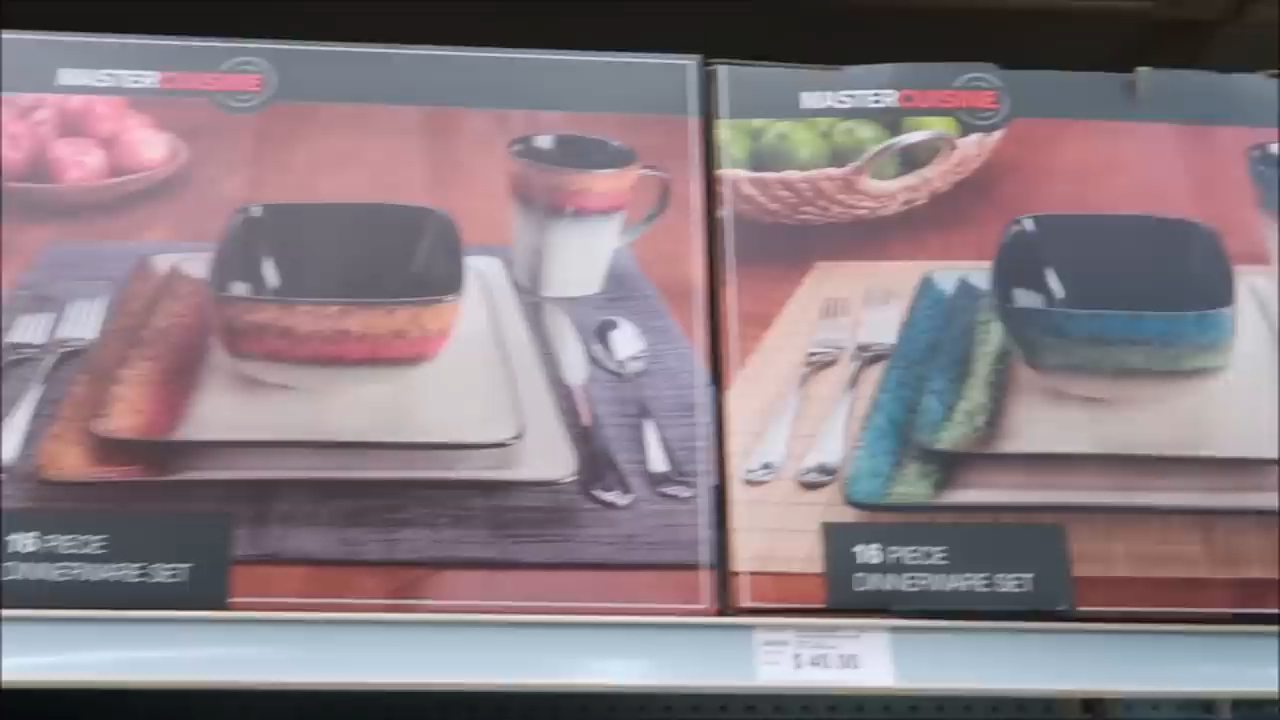 MASTERCUISINE
16 PIECE
DINNERWARE SET
MASTERCUISINE
16 PIECE
DINNERWARE SET